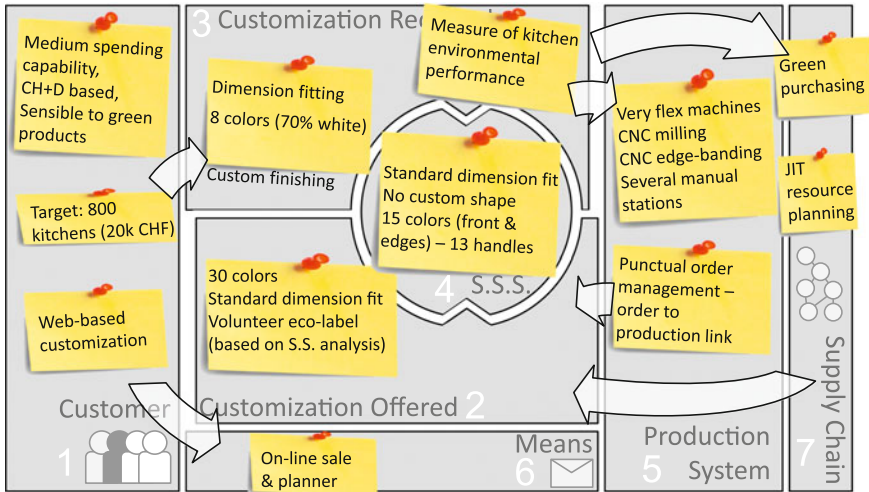 Medium spending
capability,
CH+D based,
Sensible to green
products
Target: 800
kitchens (20k CHF)
Web-based
customization
Customer
1
3 Customization Re
Dimension fitting
8 colors (70% white)
Custom finishing
Measure of kitchen
environmental
performance
Standard dimension fit
No custom shape
15 colors (front &
edges) – 13 handles
4 S.S.S.
30 colors
Standard dimension fit
Volunteer eco-label
(based on S.S. analysis)
Customization Offered 2
On-line sale
& planner
Means
6
Very flex machines
CNC milling
CNC edge-banding
Several manual
stations
Punctual order
management –
order to
production link
Production
System
5
Green
purchasing
JIT
resource
planning
Supply Chain
7